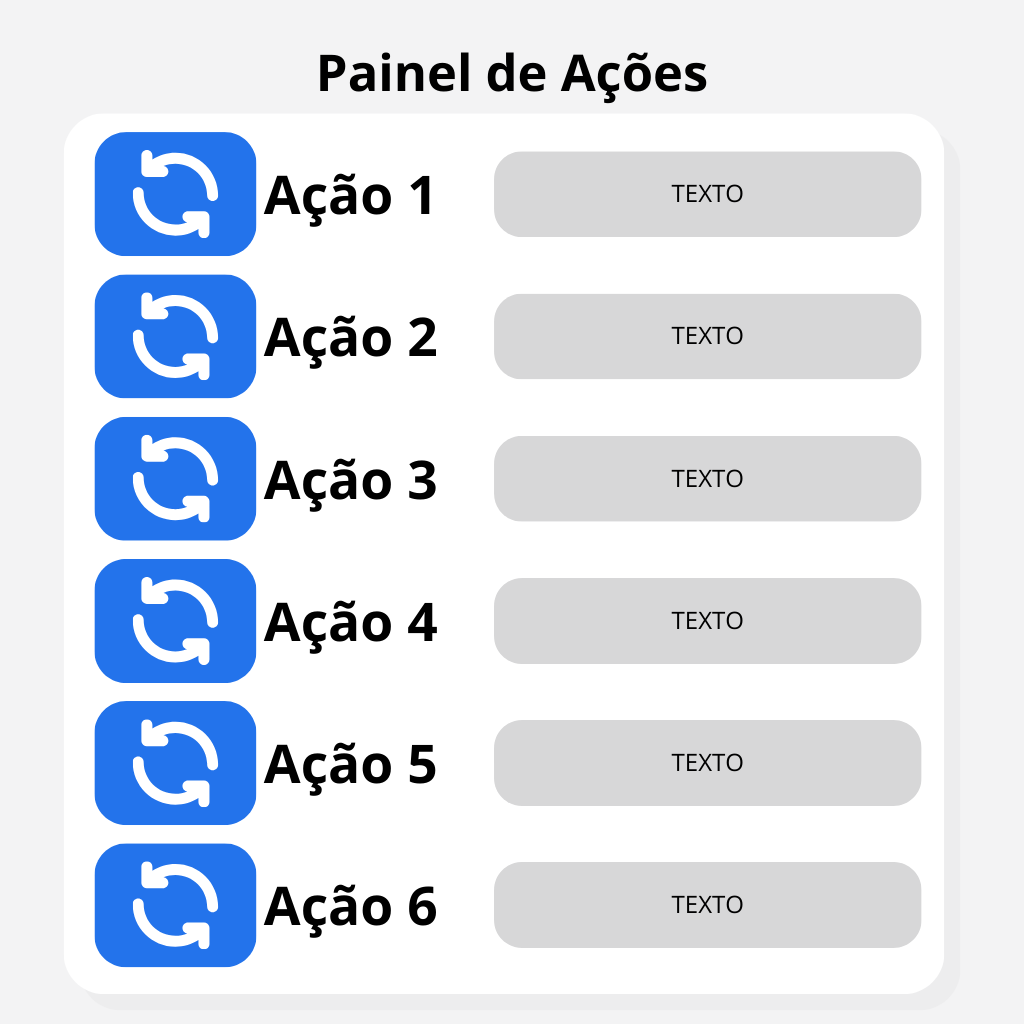 Painel de Ações
Ação 1 TEXTO
Ação 2 TEXTO
Ação 3 TEXTO
Ação 4 TEXTO
Ação 5 TEXTO
Ação 6 TEXTO